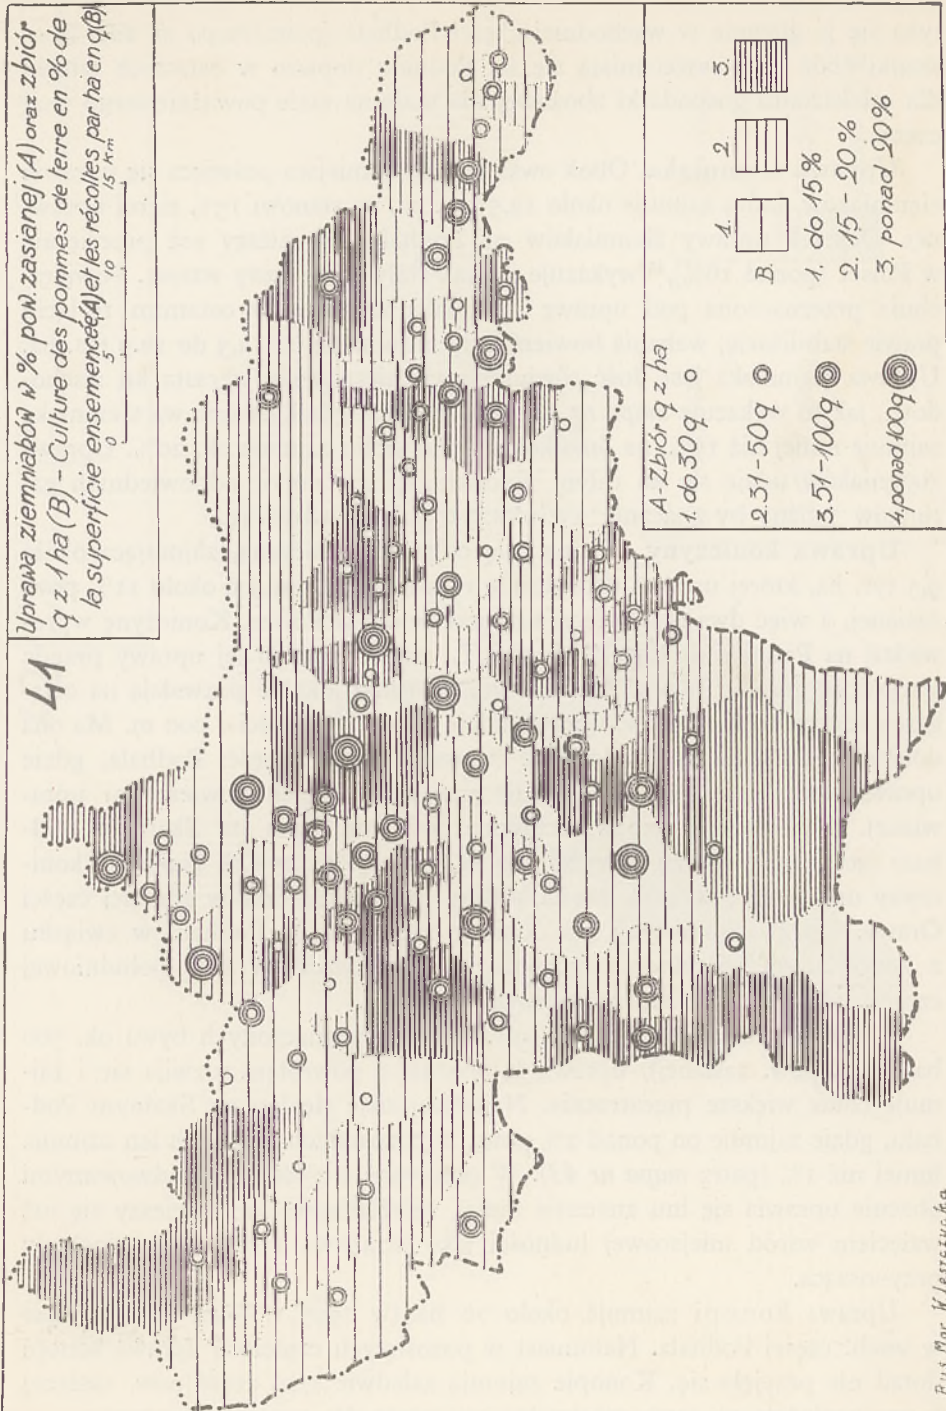 41
Uprawa ziemniaków w % pow. zasianej (A) oraz zbiór
q z 1 ha (B) - Culture des pommes de terre en % de
la superficie ensemencée (A) et les récoltes par ha en q (B)
0 5 10 15 km
A-Zbiór q z ha
1. do 30 q
2. 31-50 q
3. 51-100 q
4. ponad 100 q
1 2 3
B.
1. do 15 %
2. 15 - 20 %
3. ponad 20 %
Rys. Mar. Kleszczycka